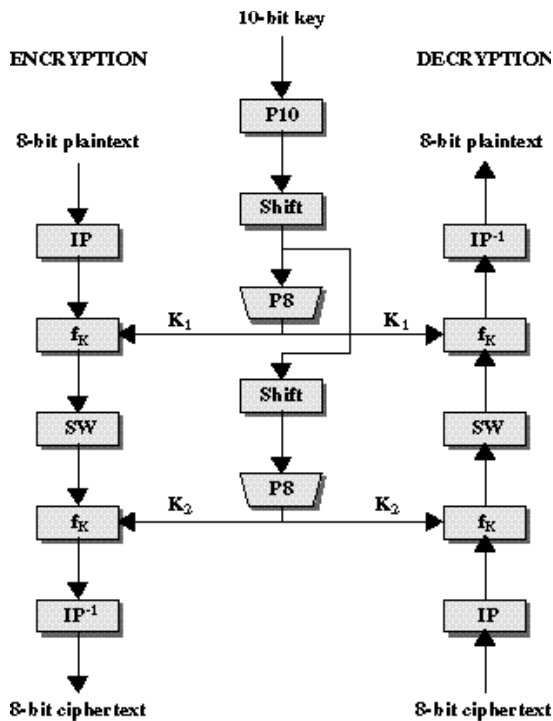 10-bit key
ENCRYPTION
DECRYPTION
P10
8-bit plaintext
8-bit plaintext
Shift
IP
IP-1
P8
fK
K1
K1
fK
Shift
SW
SW
P8
fK
K2
K2
fK
IP-1
IP
8-bit ciphertext
8-bit ciphertext